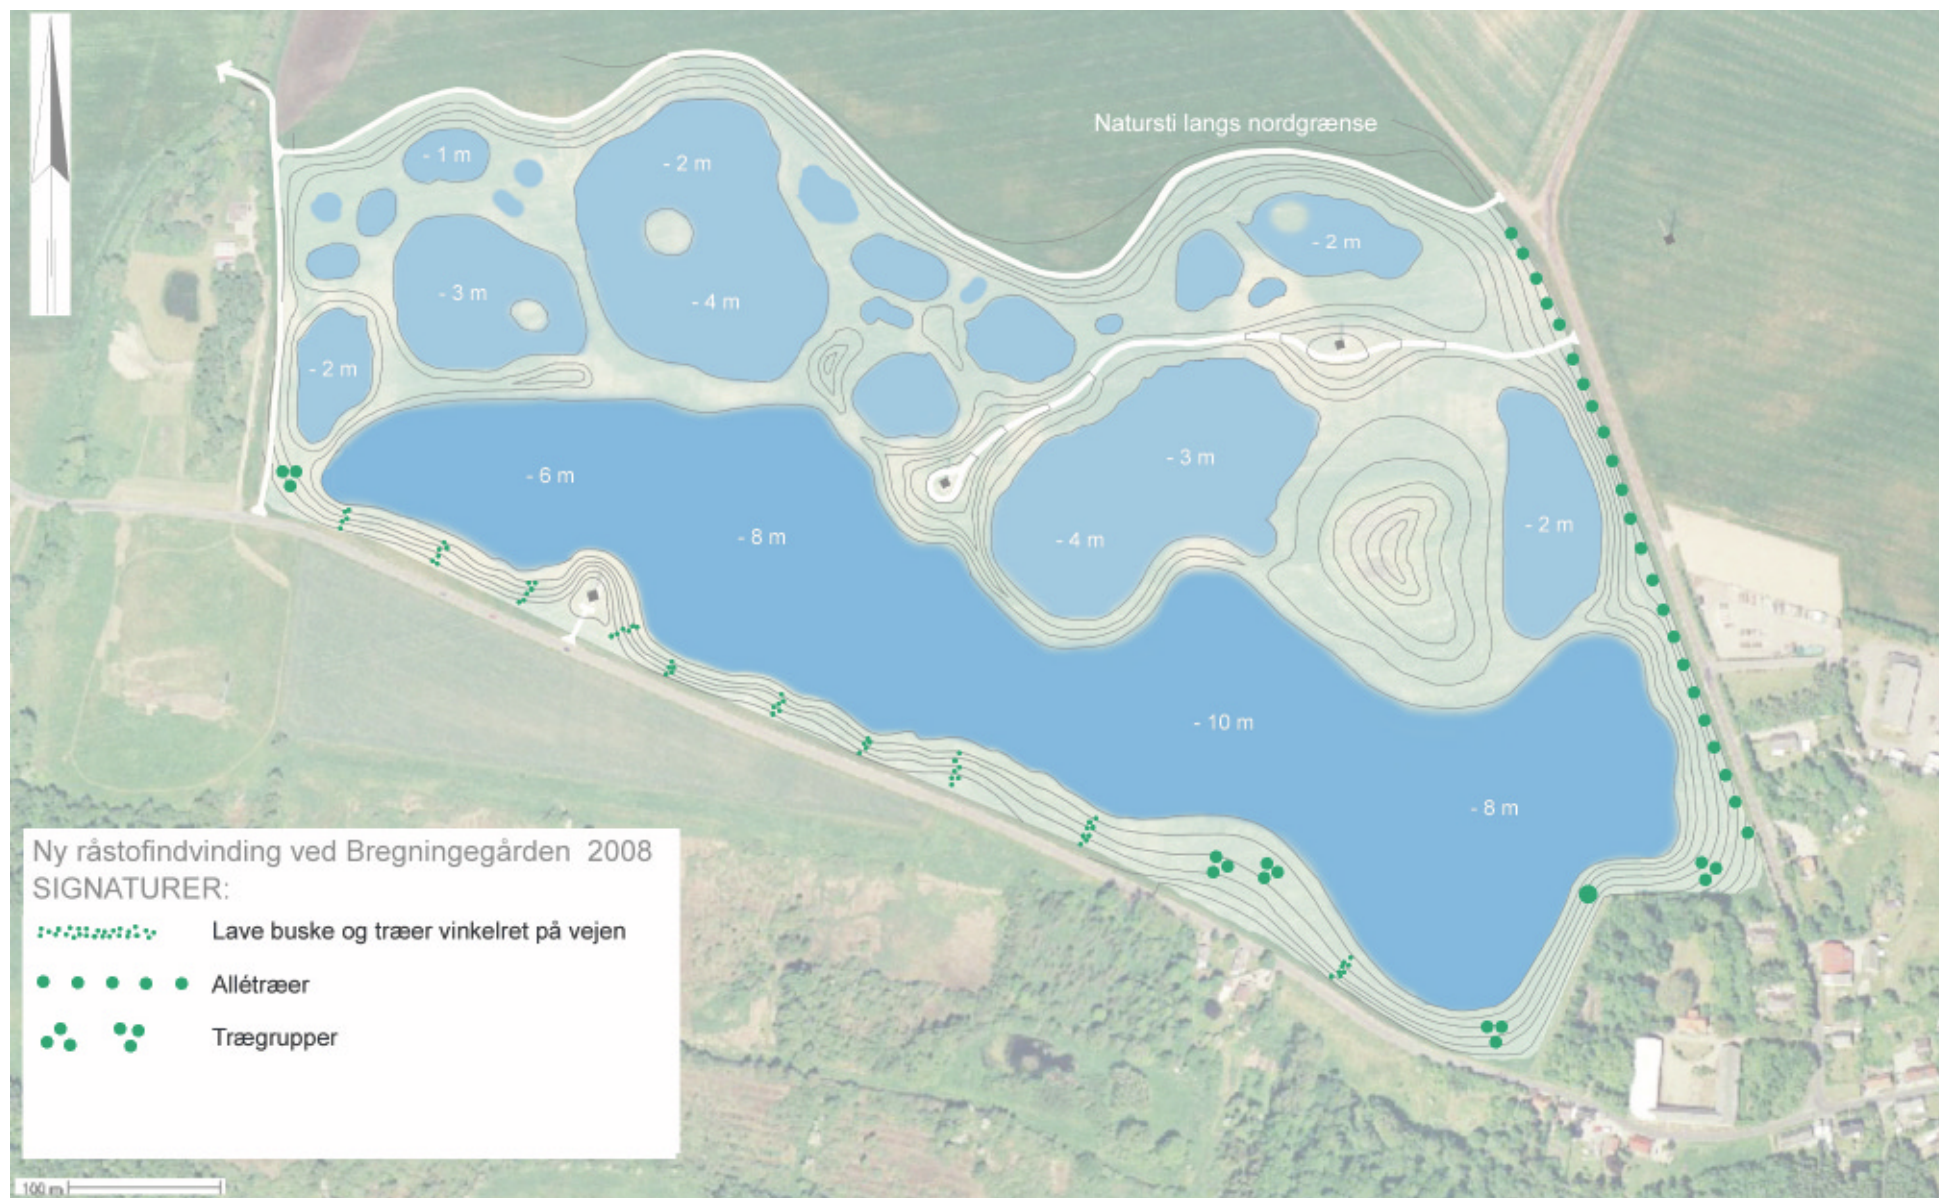 Natursti langs nordgrænse
- 1 m
- 2 m
- 2 m
- 3 m
- 4 m
- 2 m
- 3 m
- 6 m
- 8 m
- 4 m
- 2 m
- 10 m
- 8 m
Ny råstofindvinding ved Bregningegården 2008
SIGNATURER:
Lave buske og træer vinkelret på vejen
Allétræer
Trægrupper
100 m